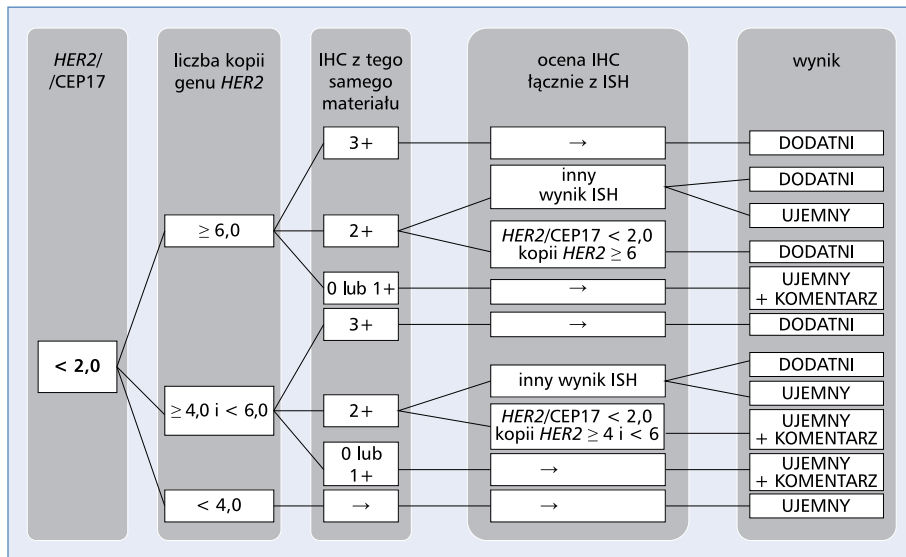 HER2/
/CEP17
liczba kopii
genu HER2
IHC z tego
samego
materiału
ocena IHC
łącznie z ISH
wynik
3+
→
DODATNI
inny
wynik ISH
DODATNI
UJEMNY
≥ 6,0
2+
HER2/CEP17 < 2,0
kopii HER2 ≥ 6
DODATNI
0 lub 1+
→
UJEMNY
+ KOMENTARZ
3+
→
DODATNI
< 2,0
inny wynik ISH
DODATNI
UJEMNY
≥ 4,0 i < 6,0
2+
HER2/CEP17 < 2,0
kopii HER2 ≥ 4 i < 6
UJEMNY
+ KOMENTARZ
0 lub
1+
→
UJEMNY
+ KOMENTARZ
< 4,0
→
→
UJEMNY